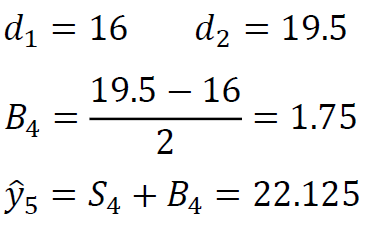 d₁ = 16 d₂ = 19.5
B₄ = (19.5 − 16)/2 = 1.75
ŷ₅ = S₄ + B₄ = 22.125